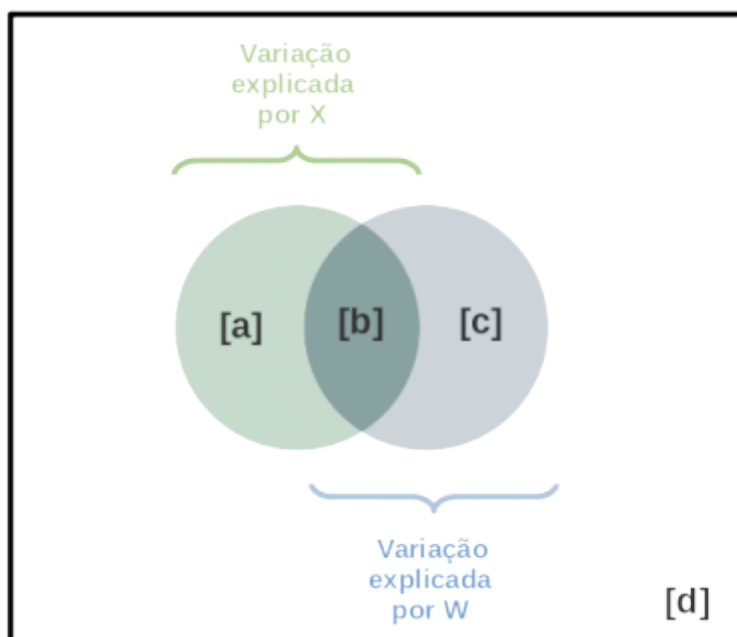 Variação
explicada
por X
[a]
[b]
[c]
Variação
explicada
por W
[d]